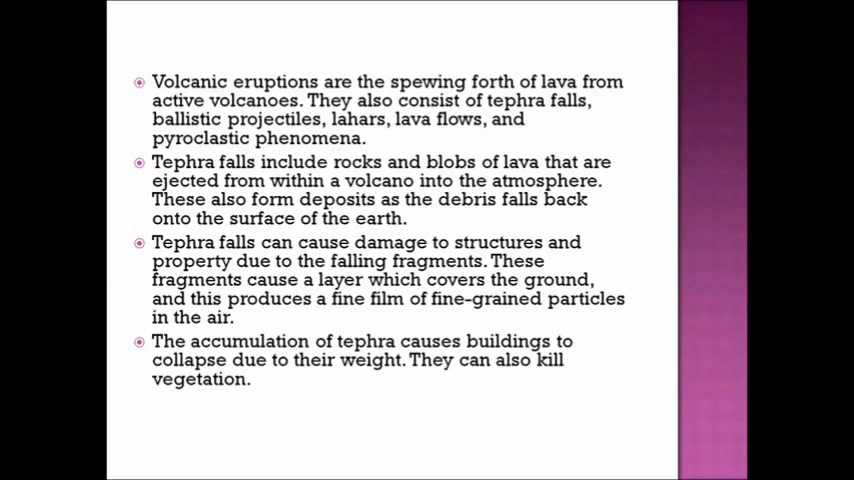 Volcanic eruptions are the spewing forth of lava from
active volcanoes. They also consist of tephra falls,
ballistic projectiles, lahars, lava flows, and
pyroclastic phenomena.
Tephra falls include rocks and blobs of lava that are
ejected from within a volcano into the atmosphere.
These also form deposits as the debris falls back
onto the surface of the earth.
Tephra falls can cause damage to structures and
property due to the falling fragments. These
fragments cause a layer which covers the ground,
and this produces a fine film of fine-grained particles
in the air.
The accumulation of tephra causes buildings to
collapse due to their weight. They can also kill
vegetation.